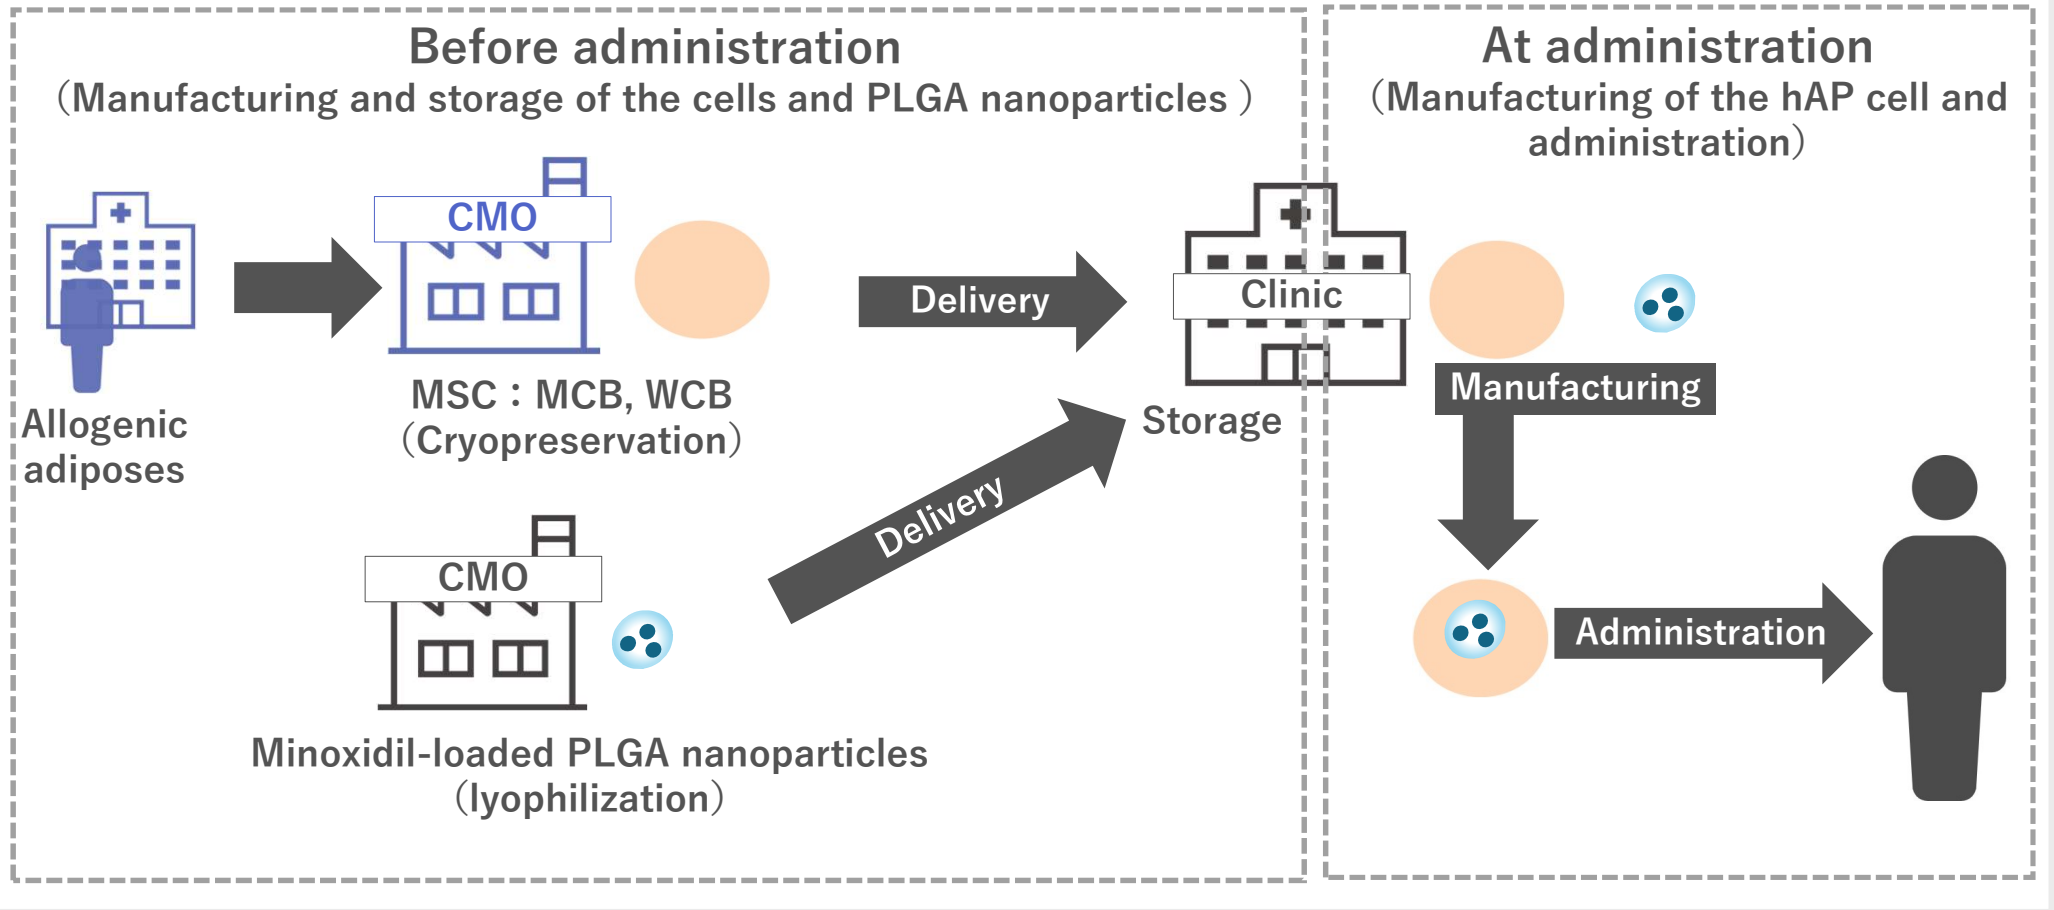 Before administration
（Manufacturing and storage of the cells and PLGA nanoparticles ）
At administration
（Manufacturing of the hAP cell and
administration）
CMO
Delivery
Clinic
Manufacturing
MSC：MCB, WCB
（Cryopreservation）
Allogenic
adiposes
Storage
Delivery
CMO
Administration
Minoxidil-loaded PLGA nanoparticles
（lyophilization）